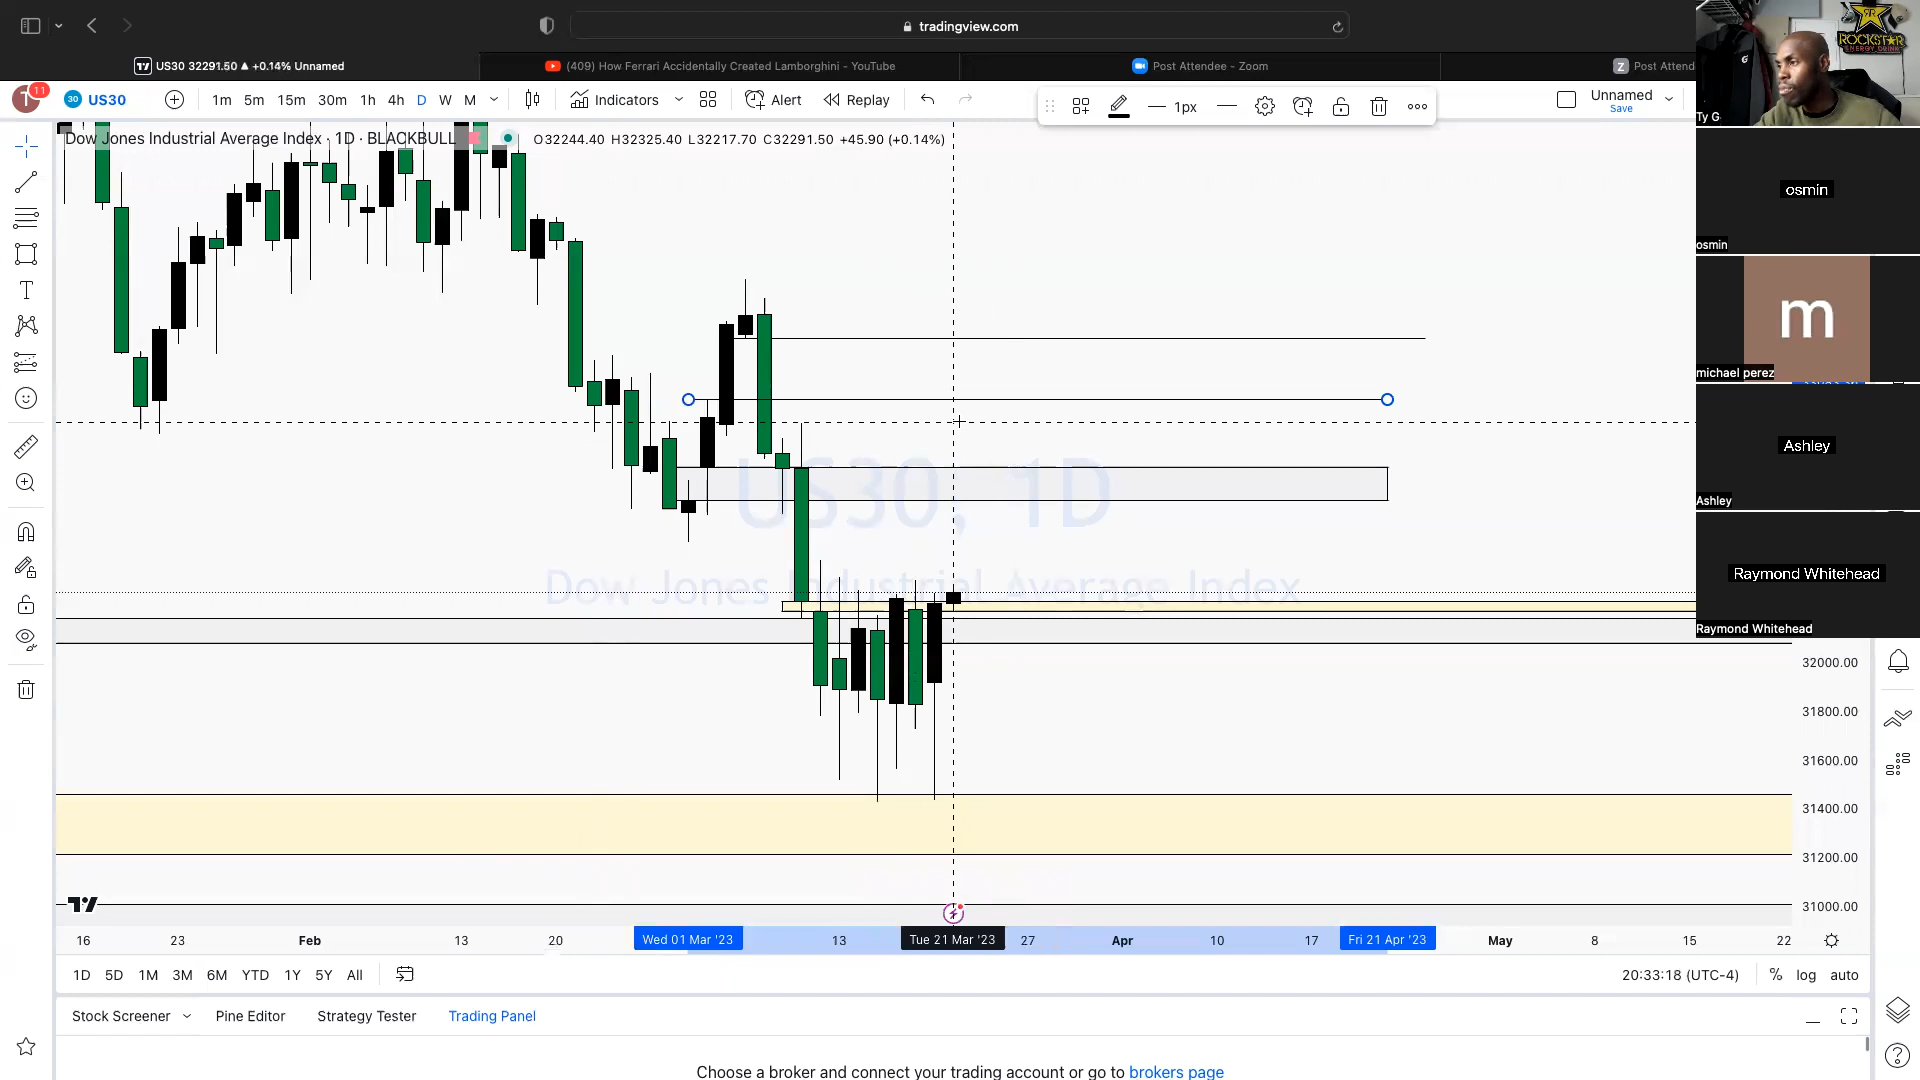 tradingview.com
US30 32291.50 ▲ +0.14% Unnamed
(409) How Ferrari Accidentally Created Lamborghini - YouTube
Post Attendee - Zoom
Z Post Attend
ROCKSTAR
ENERGY DRINK
Ty G
11
30 US30
1m 5m 15m 30m 1h 4h D W M
Indicators
Alert
Replay
1px
Unnamed
Save
Dow Jones Industrial Average Index · 1D · BLACKBULL
O32244.40 H32325.40 L32217.70 C32291.50 +45.90 (+0.14%)
osmin
osmin
m
michael perez
Ashley
Ashley
Raymond Whitehead
Raymond Whitehead
US30, 1D
Dow Jones Industrial Average Index
32000.00
31800.00
31600.00
31400.00
31200.00
31000.00
16 23 Feb 13 20 Wed 01 Mar '23 13 Tue 21 Mar '23 27 Apr 10 17 Fri 21 Apr '23 May 8 15 22
1D 5D 1M 3M 6M YTD 1Y 5Y All
20:33:18 (UTC-4) % log auto
Stock Screener Pine Editor Strategy Tester Trading Panel
Choose a broker and connect your trading account or go to brokers page